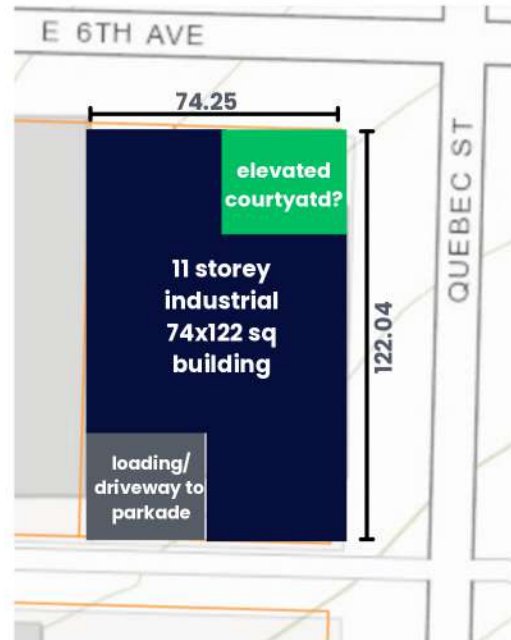 E 6TH AVE
74.25
elevated
courtyatd?
QUEBEC ST
11 storey
industrial
74x122 sq
building
122.04
loading/
driveway to
parkade